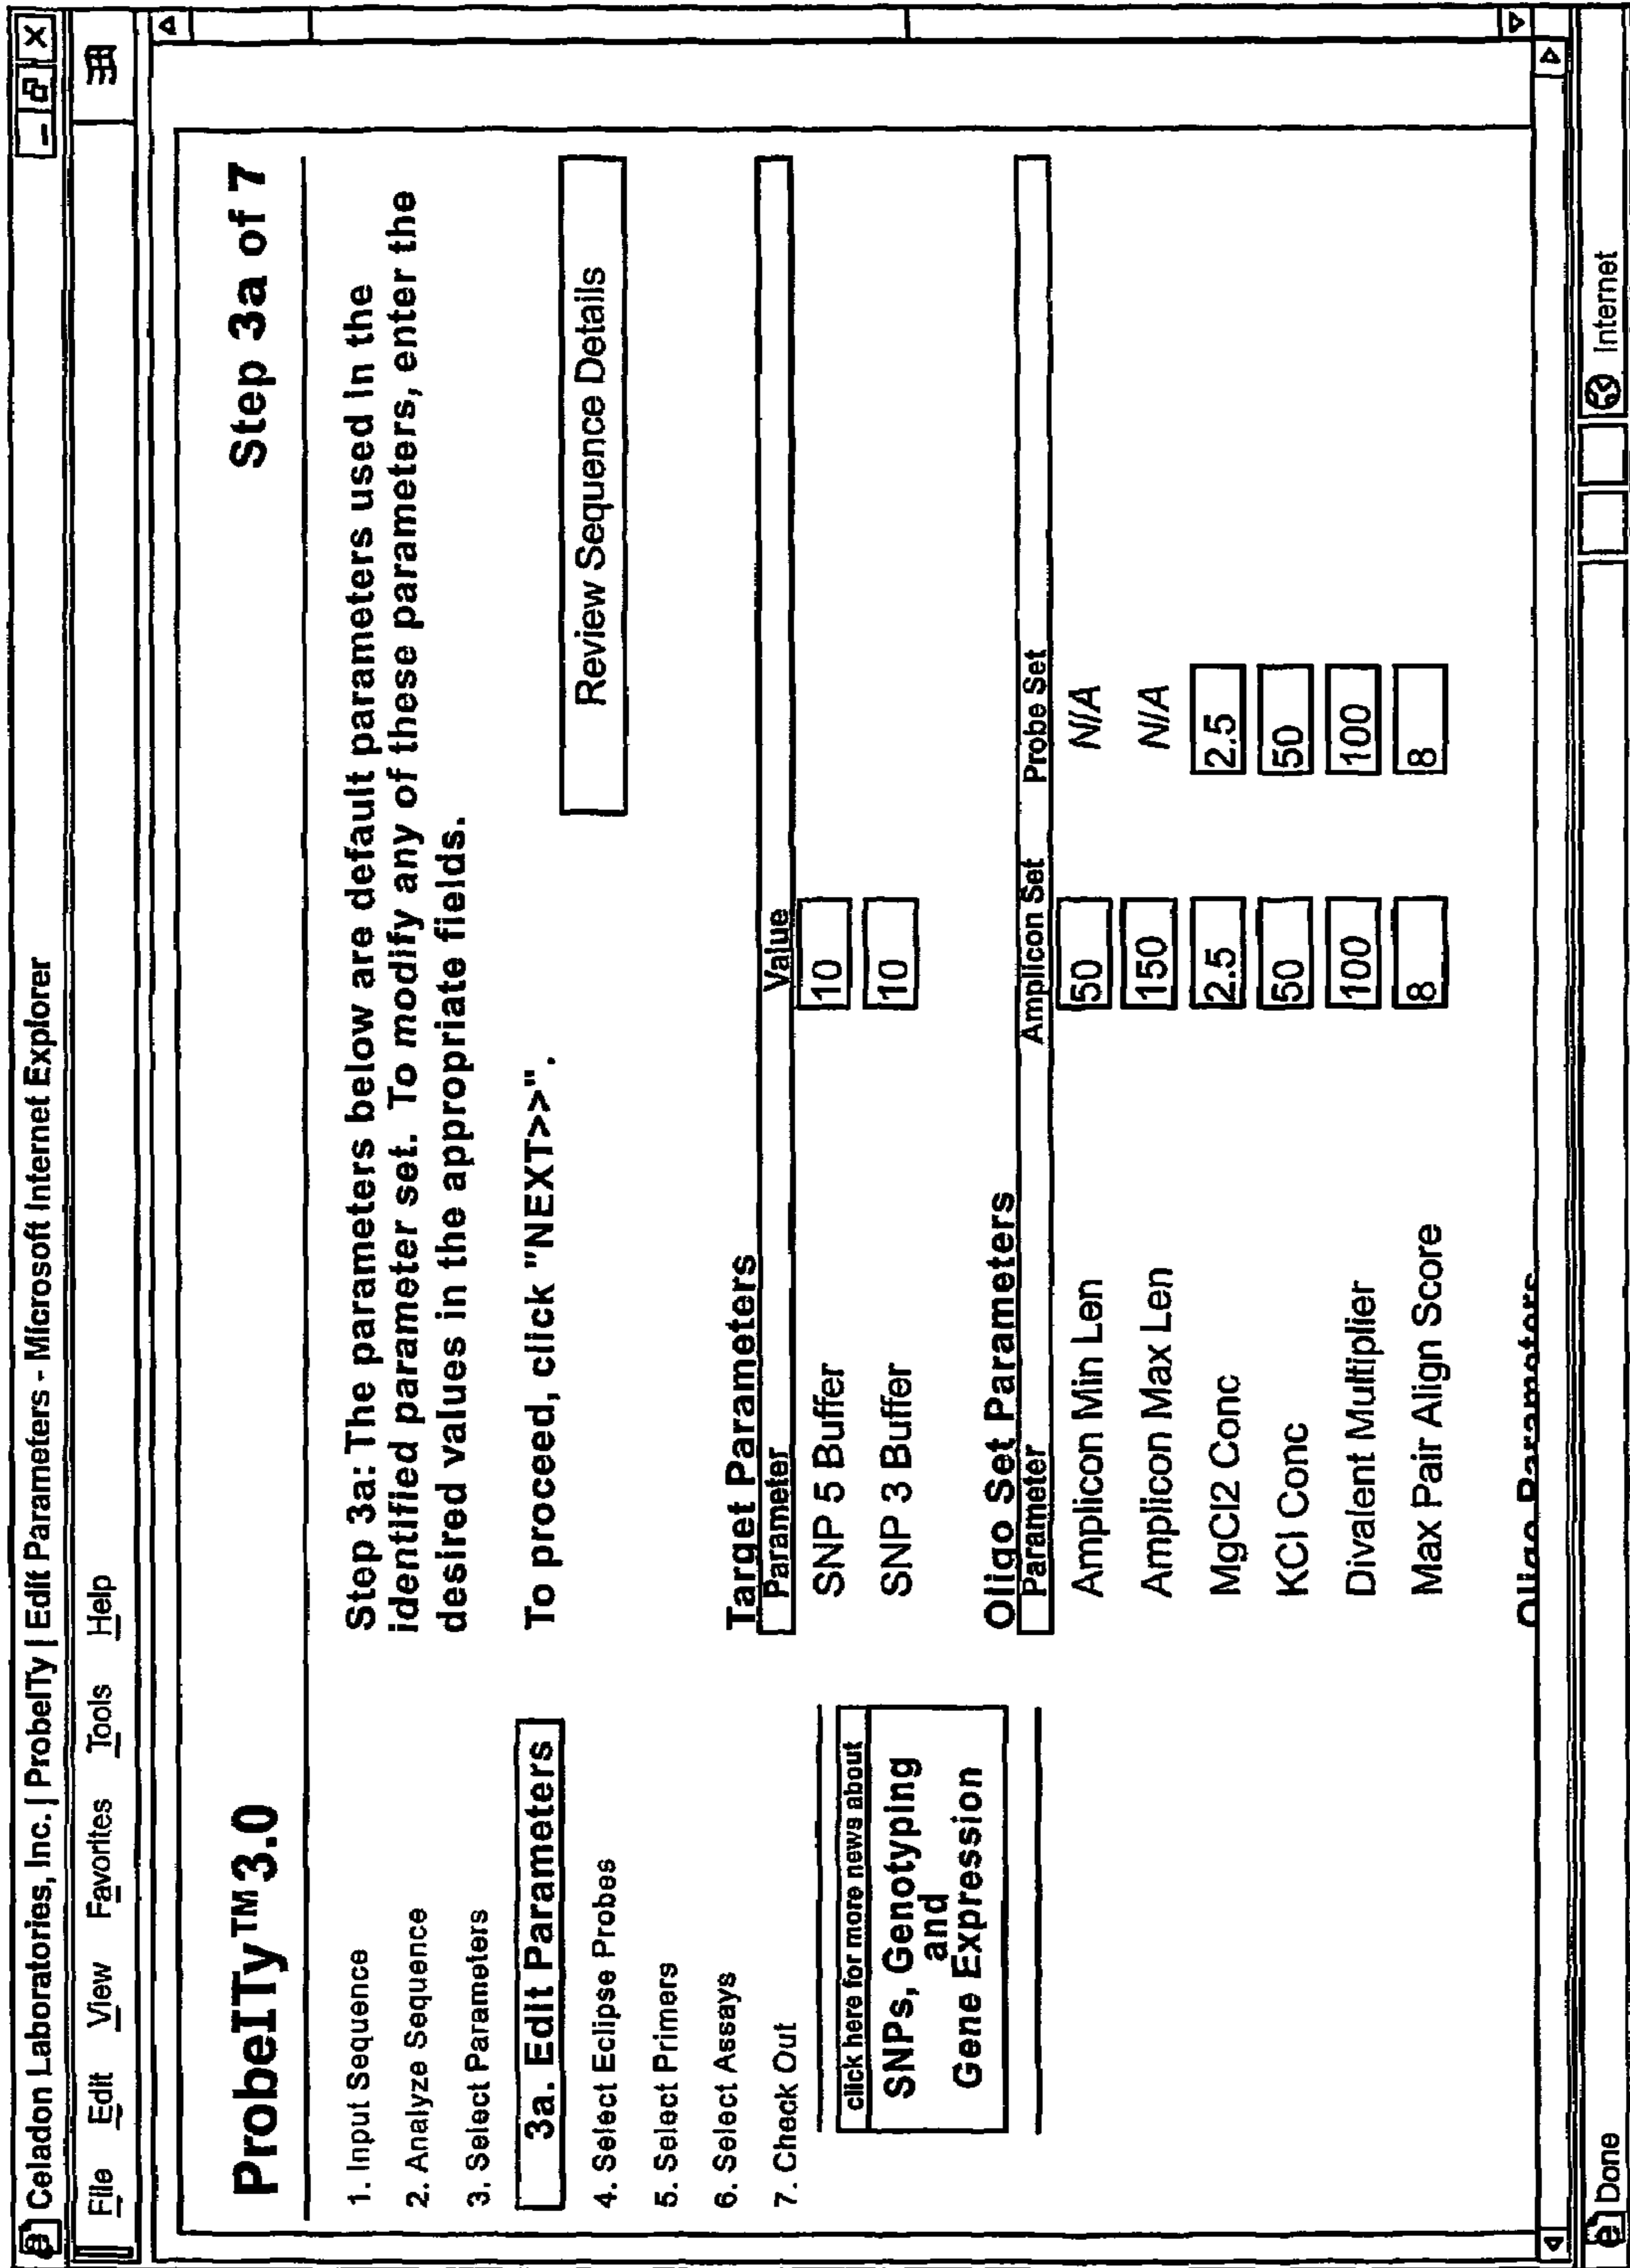 Celadon Laboratories, Inc. | ProbeITy | Edit Parameters - Microsoft Internet Explorer
File Edit View Favorites Tools Help
ProbeITy™3.0
Step 3a of 7
1. Input Sequence
2. Analyze Sequence
3. Select Parameters
3a. Edit Parameters
4. Select Eclipse Probes
5. Select Primers
6. Select Assays
7. Check Out
click here for more news about
SNPs, Genotyping
and
Gene Expression
Step 3a: The parameters below are default parameters used in the
identified parameter set. To modify any of these parameters, enter the
desired values in the appropriate fields.
To proceed, click "NEXT>>".
Review Sequence Details
Target Parameters
Parameter Value
SNP 5 Buffer 10
SNP 3 Buffer 10
Oligo Set Parameters
Parameter Amplicon Set Probe Set
Amplicon Min Len 50 N/A
Amplicon Max Len 150 N/A
MgCl2 Conc 2.5 2.5
KCl Conc 50 50
Divalent Multiplier 100 100
Max Pair Align Score 8 8
Oligo Parameters
Done Internet